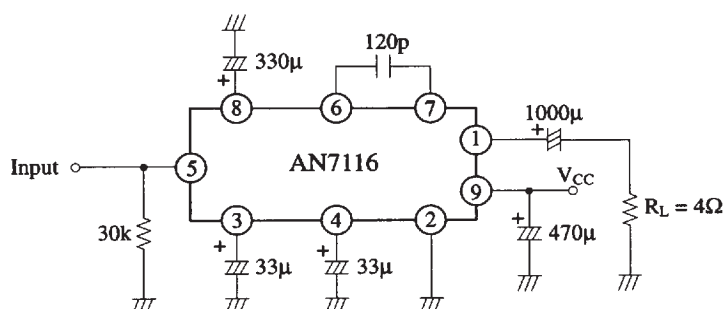 120p
330µ
+
8
6
7
1000µ
+
1
Input
5
AN7116
V_CC
9
R_L = 4Ω
30k
3
4
2
+
470µ
+
33µ
+
33µ